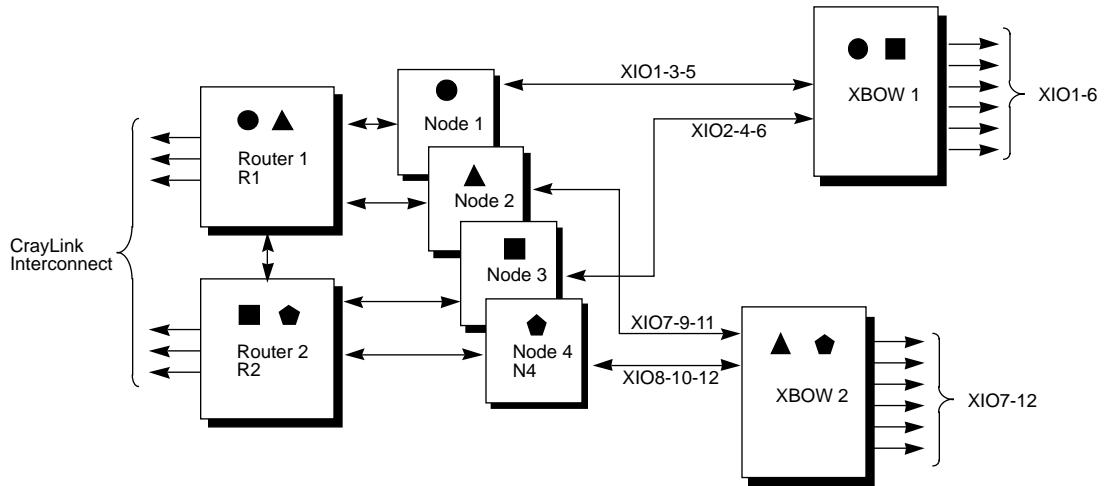 XIO1-3-5
XBOW 1
XIO1-6
Node 1
XIO2-4-6
Router 1
R1
Node 2
CrayLink
Interconnect
Node 3
XIO7-9-11
Router 2
R2
Node 4
N4
XIO8-10-12
XBOW 2
XIO7-12